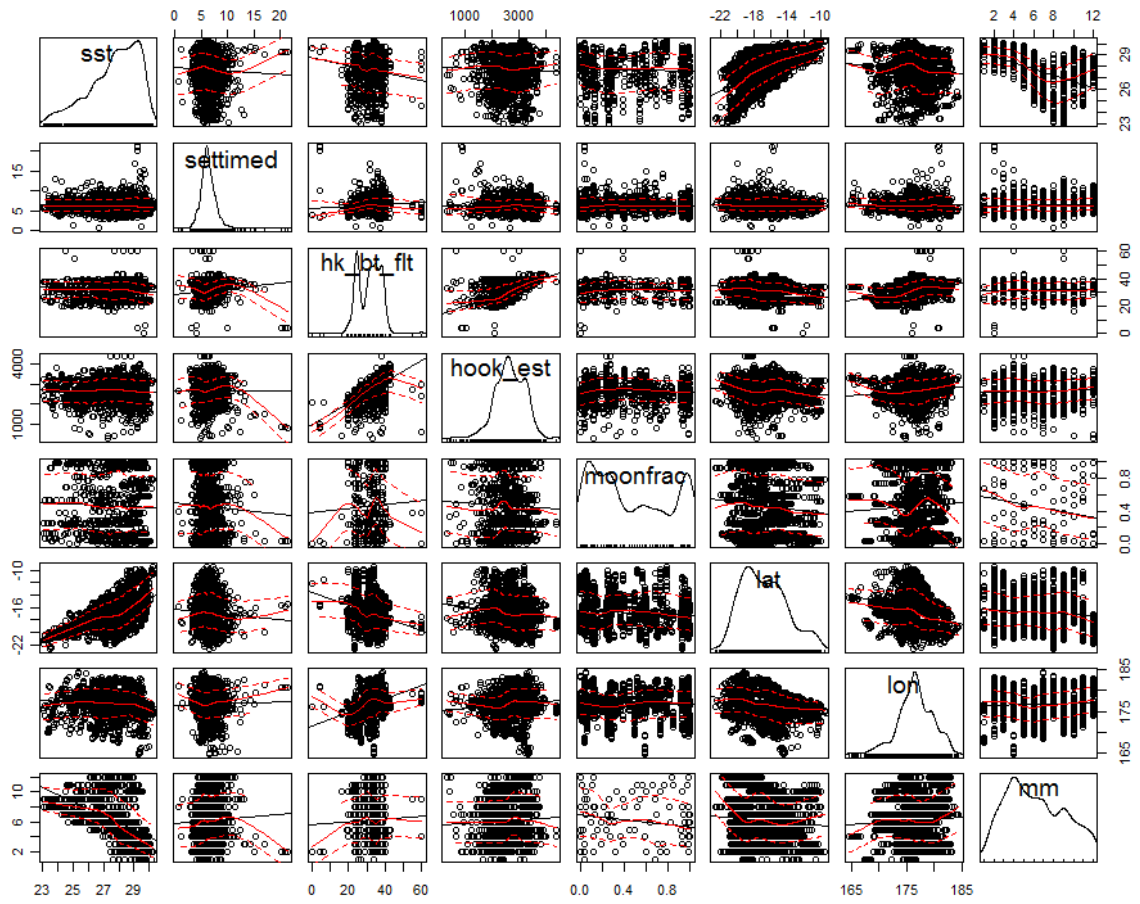 0 5 10 15 20 1000 3000 -22 -18 -14 -10 2 4 6 8 10 12
sst
23 26 29
settimed
0 5 15
hk_bt_flt
0 20 40 60
hook_est
1000 4000
moonfrac
0.0 0.4 0.8
lat
-22 -16 -10
lon
165 175 185
mm
2 6 10
23 25 27 29 0 20 40 60 0.0 0.4 0.8 165 175 185